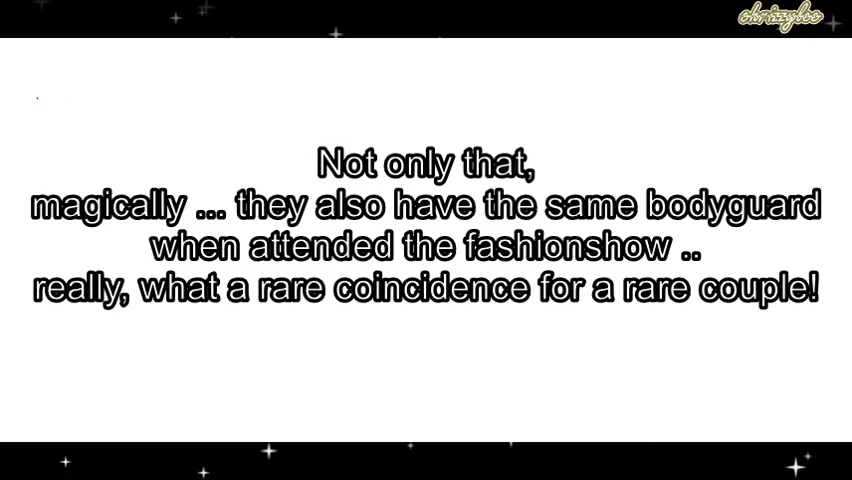 chrizzylee
Not only that,
magically ... they also have the same bodyguard
when attended the fashionshow ..
really, what a rare coincidence for a rare couple!